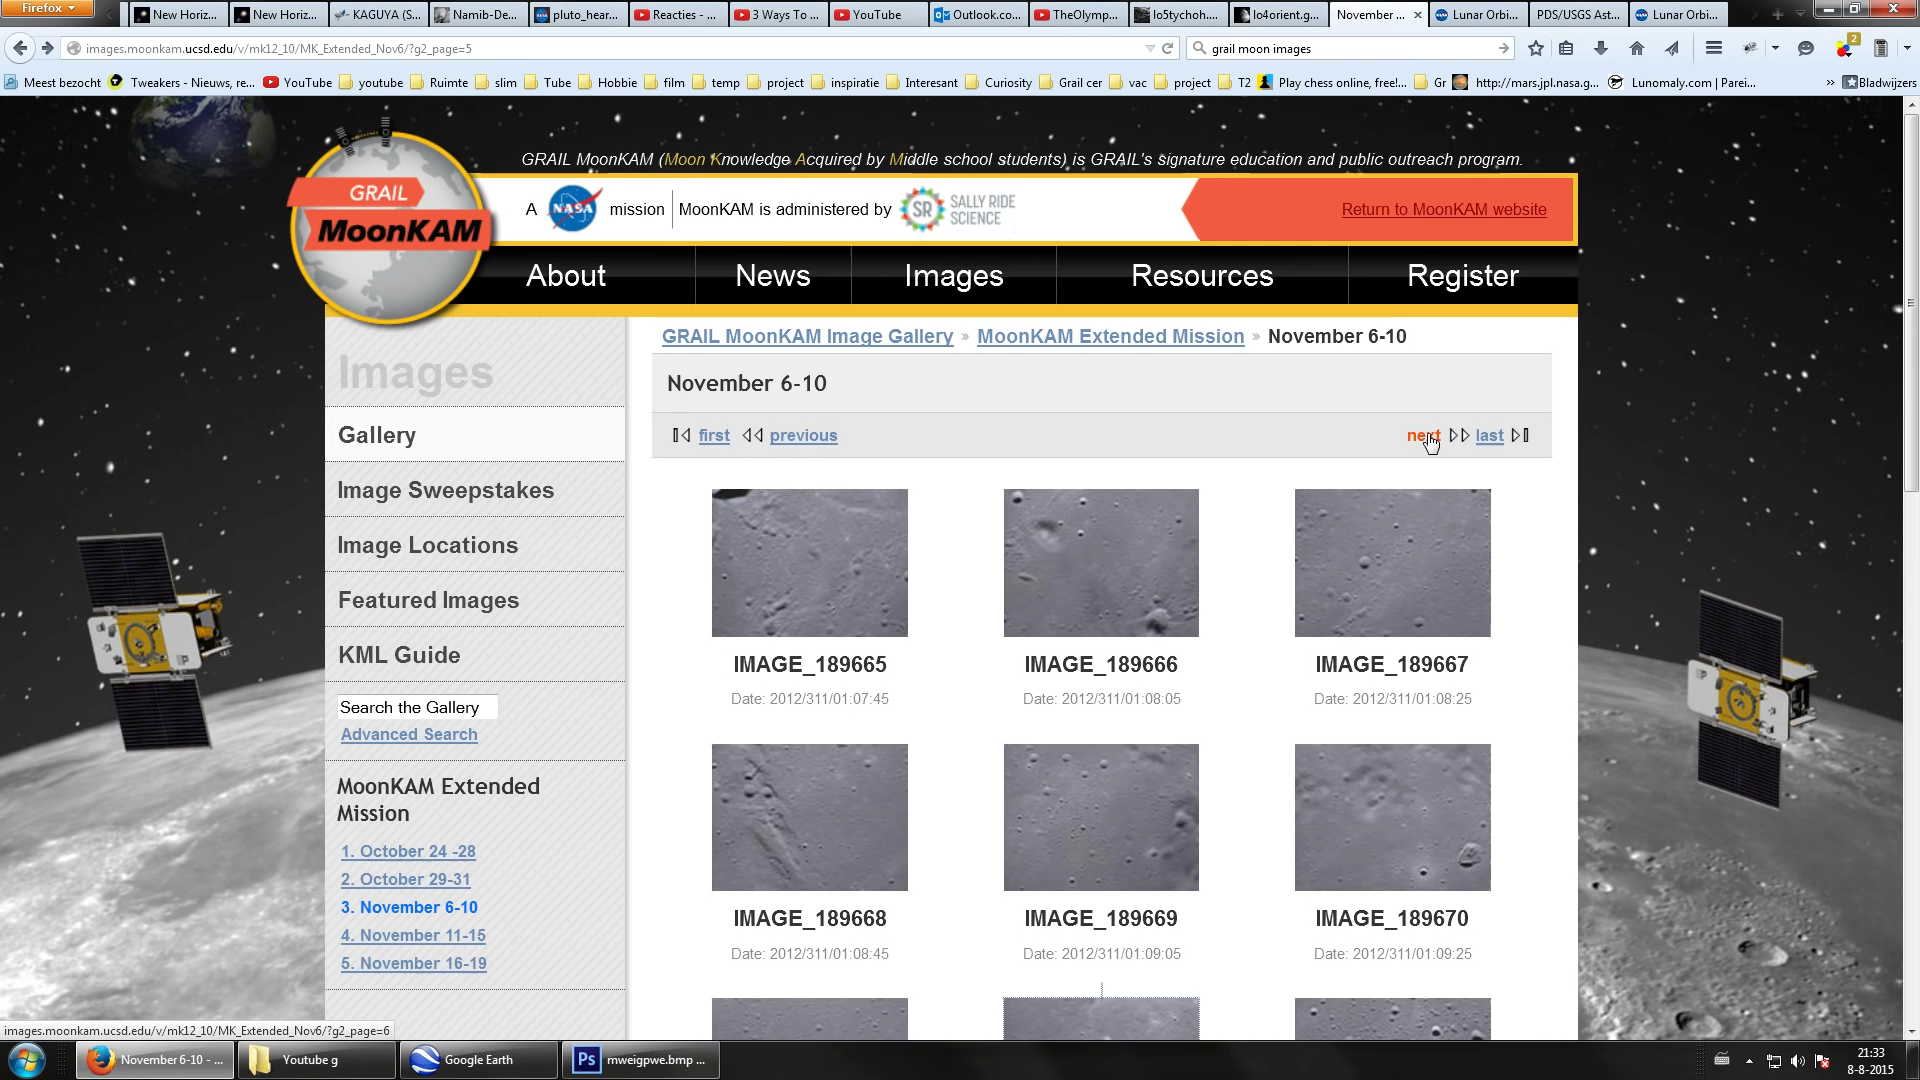 Firefox
New Horiz...
New Horiz...
KAGUYA (S...
Namib-De...
pluto_hear...
Reacties - ...
3 Ways To ...
YouTube
Outlook.co...
TheOlymp...
lo5tychoh....
lo4orient.g...
November ...
Lunar Orbi...
PDS/USGS Ast...
Lunar Orbi...
images.moonkam.ucsd.edu/v/mk12_10/MK_Extended_Nov6/?g2_page=5
grail moon images
2
Meest bezocht
Tweakers - Nieuws, re...
YouTube
youtube
Ruimte
slim
Tube
Hobbie
film
temp
project
inspiratie
Interesant
Curiosity
Grail cer
vac
project
T2
Play chess online, free!...
Gr
http://mars.jpl.nasa.g...
Lunomaly.com | Parei...
Bladwijzers
GRAIL MoonKAM (Moon Knowledge Acquired by Middle school students) is GRAIL's signature education and public outreach program.
GRAIL
MoonKAM
A NASA mission
MoonKAM is administered by
SR SALLY RIDE
SCIENCE
Return to MoonKAM website
About
News
Images
Resources
Register
GRAIL MoonKAM Image Gallery » MoonKAM Extended Mission » November 6-10
Images
Gallery
Image Sweepstakes
Image Locations
Featured Images
KML Guide
Search the Gallery
Advanced Search
MoonKAM Extended
Mission
1. October 24 -28
2. October 29-31
3. November 6-10
4. November 11-15
5. November 16-19
November 6-10
first previous
next last
IMAGE_189665
Date: 2012/311/01:07:45
IMAGE_189666
Date: 2012/311/01:08:05
IMAGE_189667
Date: 2012/311/01:08:25
IMAGE_189668
Date: 2012/311/01:08:45
IMAGE_189669
Date: 2012/311/01:09:05
IMAGE_189670
Date: 2012/311/01:09:25
images.moonkam.ucsd.edu/v/mk12_10/MK_Extended_Nov6/?g2_page=6
November 6-10 - ...
Youtube g
Google Earth
Ps
mweigpwe.bmp ...
21:33
8-8-2015